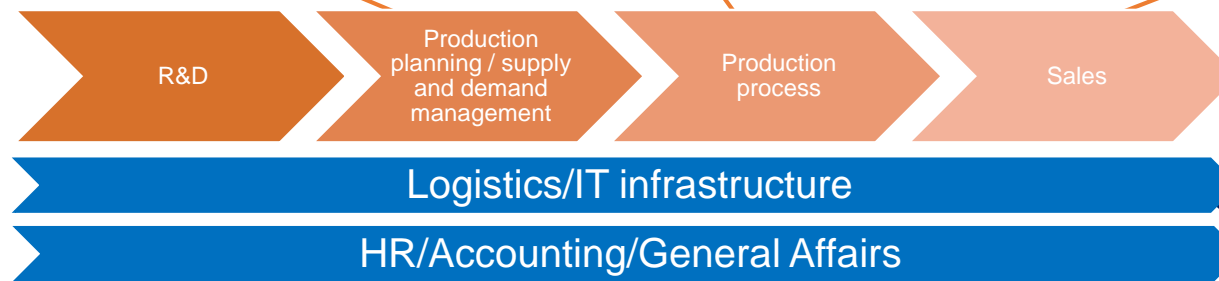 R&D
Production
planning / supply
and demand
management
Production
process
Sales
Logistics/IT infrastructure
HR/Accounting/General Affairs